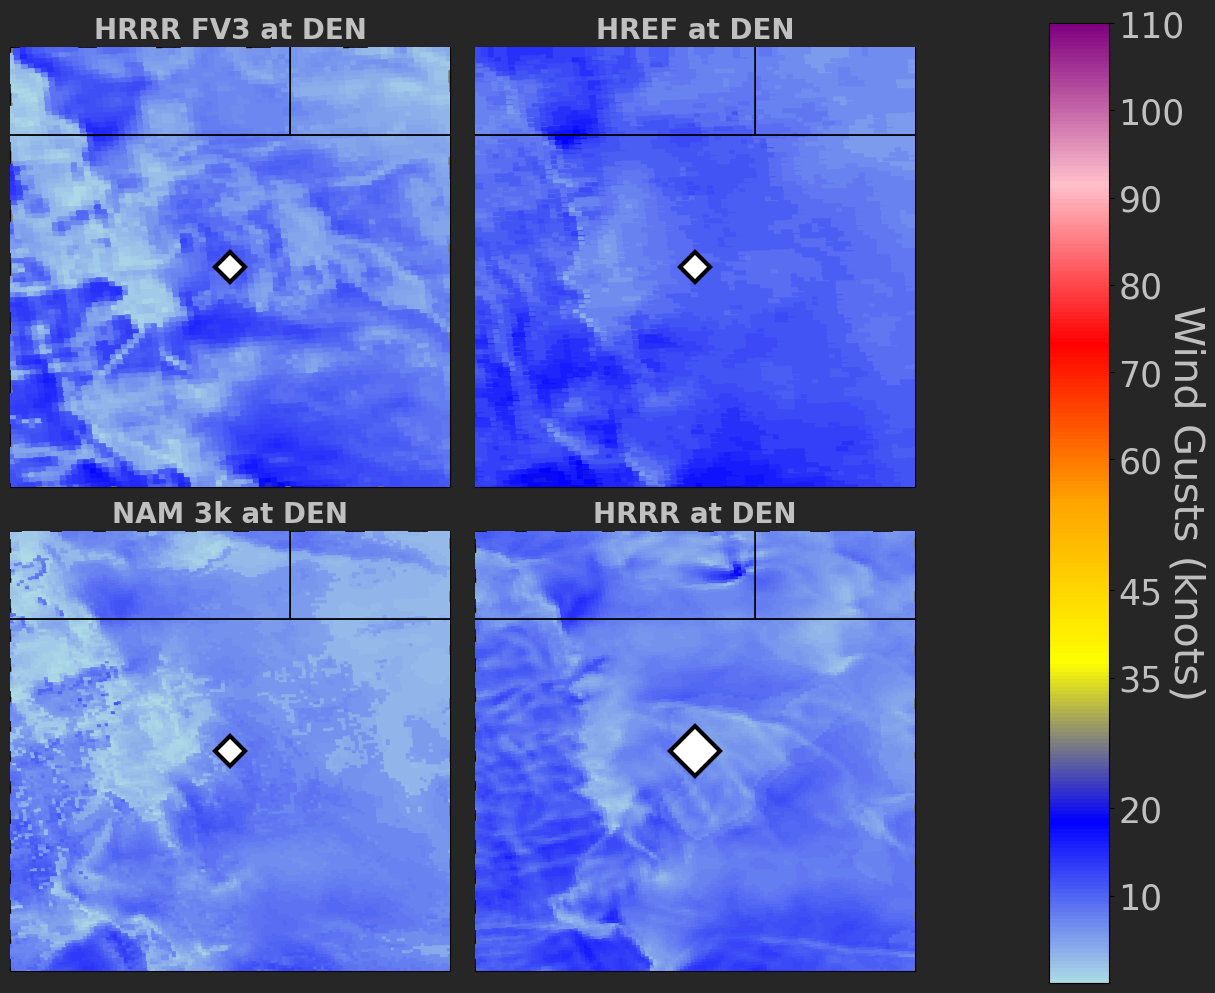 HRRR FV3 at DEN
HREF at DEN
NAM 3k at DEN
HRRR at DEN
110
100
90
80
70
60
45
35
20
10
Wind Gusts (knots)